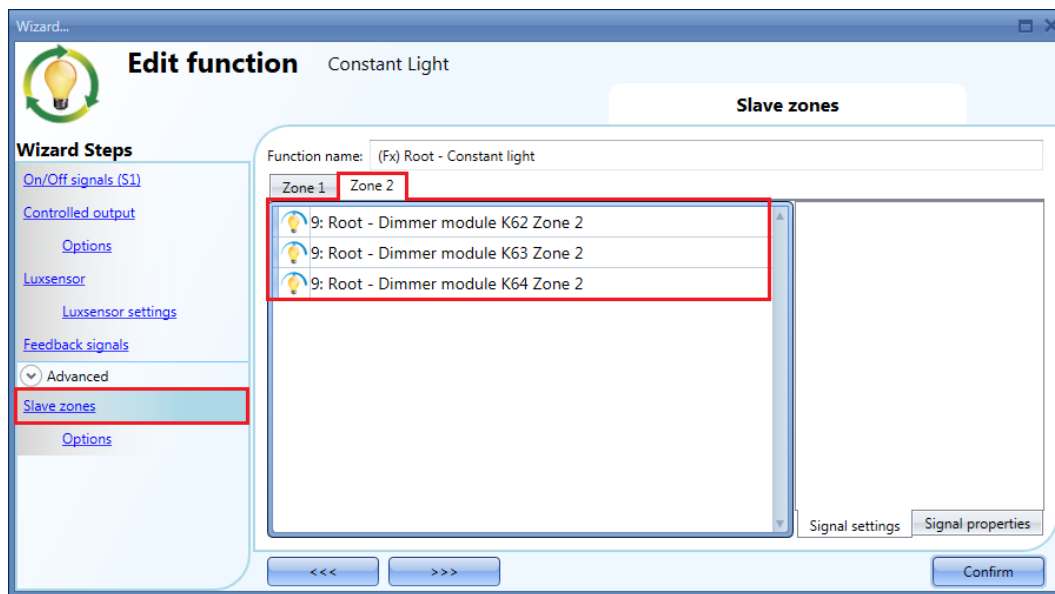 Wizard...
Edit function Constant Light
Slave zones
Wizard Steps
On/Off signals (S1)
Controlled output
Options
Luxsensor
Luxsensor settings
Feedback signals
Advanced
Slave zones
Options
Function name: (Fx) Root - Constant light
Zone 1 Zone 2
9: Root - Dimmer module K62 Zone 2
9: Root - Dimmer module K63 Zone 2
9: Root - Dimmer module K64 Zone 2
Signal settings Signal properties
<<< >>> Confirm